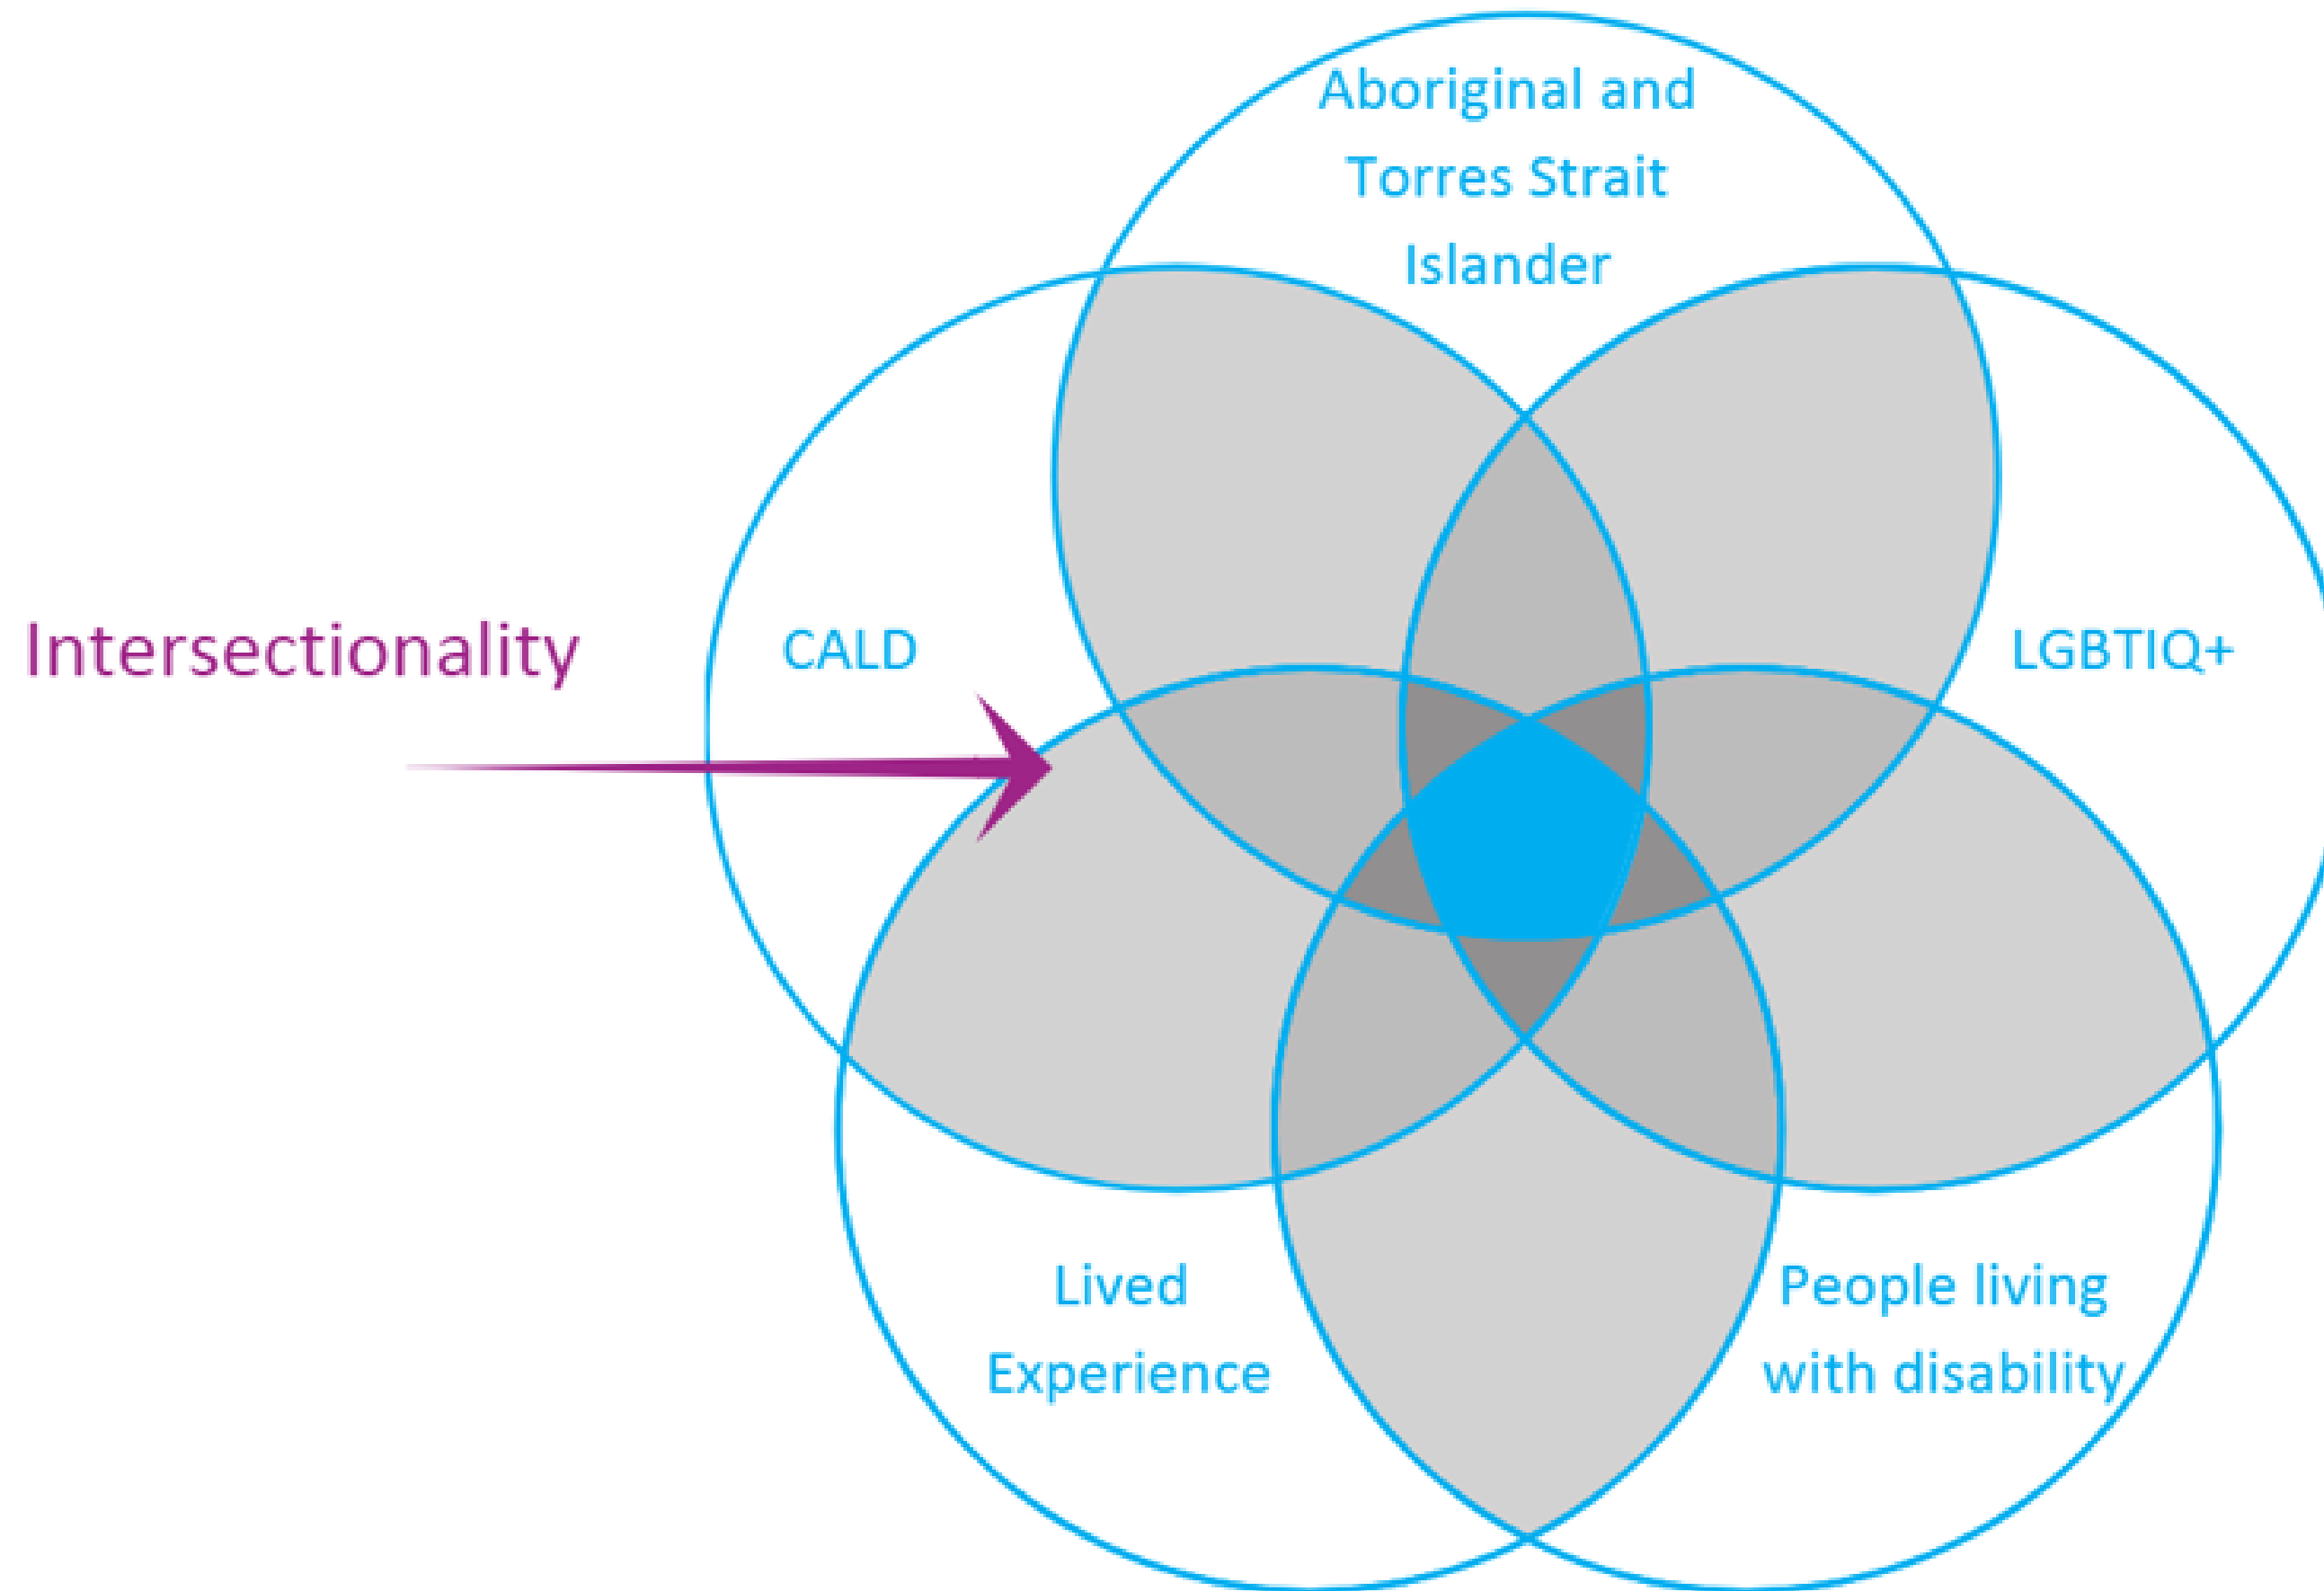 Aboriginal and
Torres Strait
Islander
Intersectionality
CALD
LGBTIQ+
Lived
Experience
People living
with disability